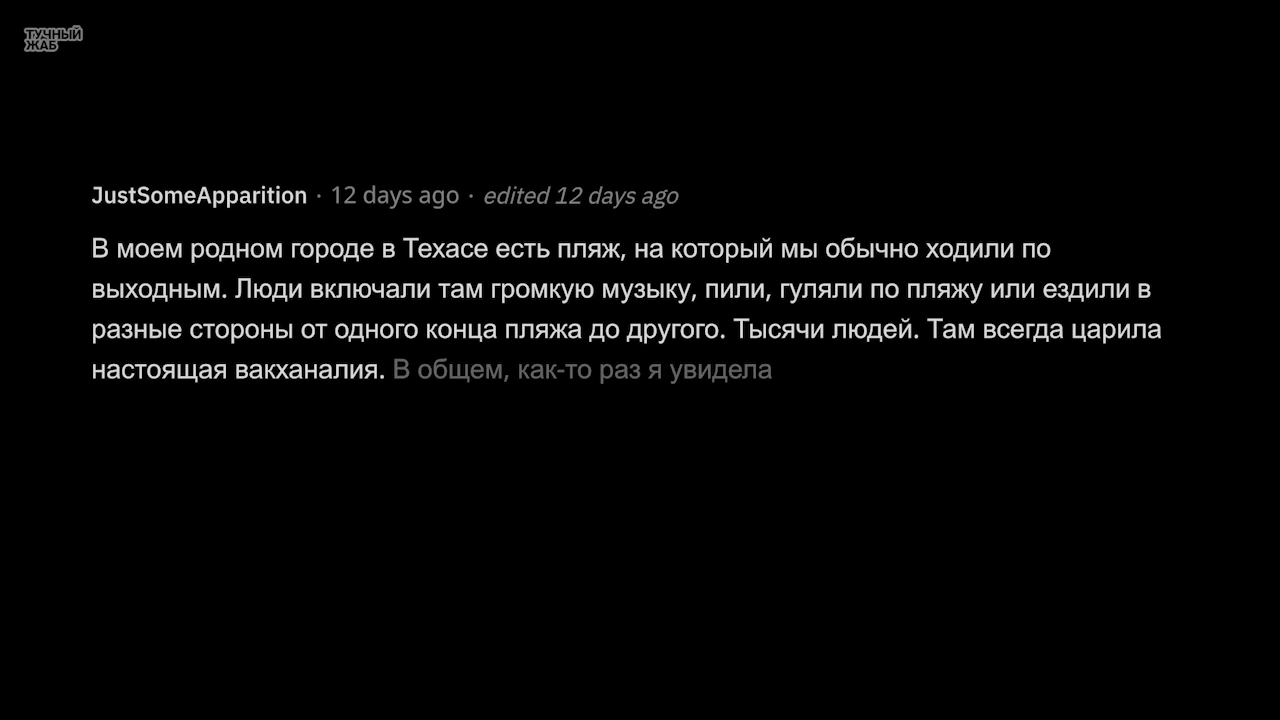 ТУЧНЫЙ
ЖАБ
JustSomeApparition · 12 days ago · edited 12 days ago
В моем родном городе в Техасе есть пляж, на который мы обычно ходили по
выходным. Люди включали там громкую музыку, пили, гуляли по пляжу или ездили в
разные стороны от одного конца пляжа до другого. Тысячи людей. Там всегда царила
настоящая вакханалия. В общем, как-то раз я увидела